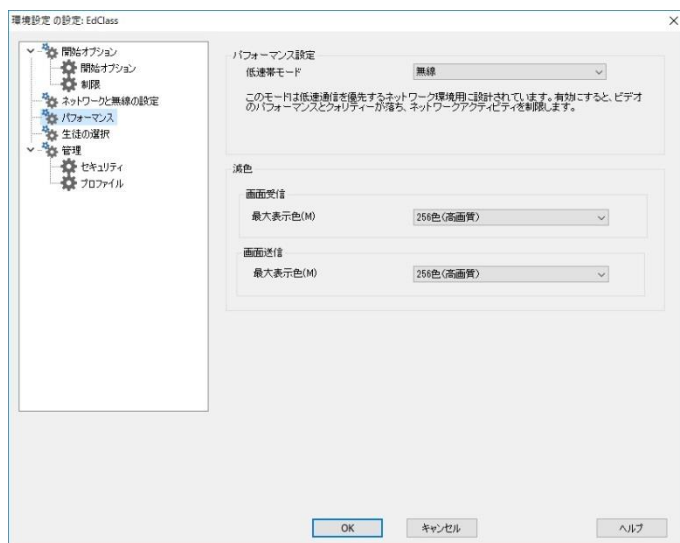 環境設定 の設定: EdClass
開始オプション
開始オプション
制限
ネットワークと無線の設定
パフォーマンス
生徒の選択
管理
セキュリティ
プロファイル
パフォーマンス設定
低速帯モード
無線
このモードは低速通信を優先するネットワーク環境用に設計されています。有効にすると、ビデオ
のパフォーマンスとクォリティーが落ち、ネットワークアクティビティを制限します。
減色
画面受信
最大表示色(M)
256色(高画質)
画面送信
最大表示色(M)
256色(高画質)
OK
キャンセル
ヘルプ